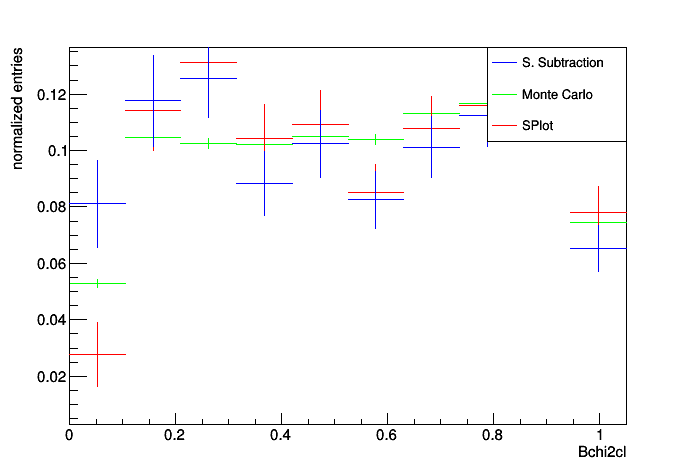 normalized entries
0.12
0.1
0.08
0.06
0.04
0.02
S. Subtraction
Monte Carlo
SPlot
0 0.2 0.4 0.6 0.8 1
Bchi2cl